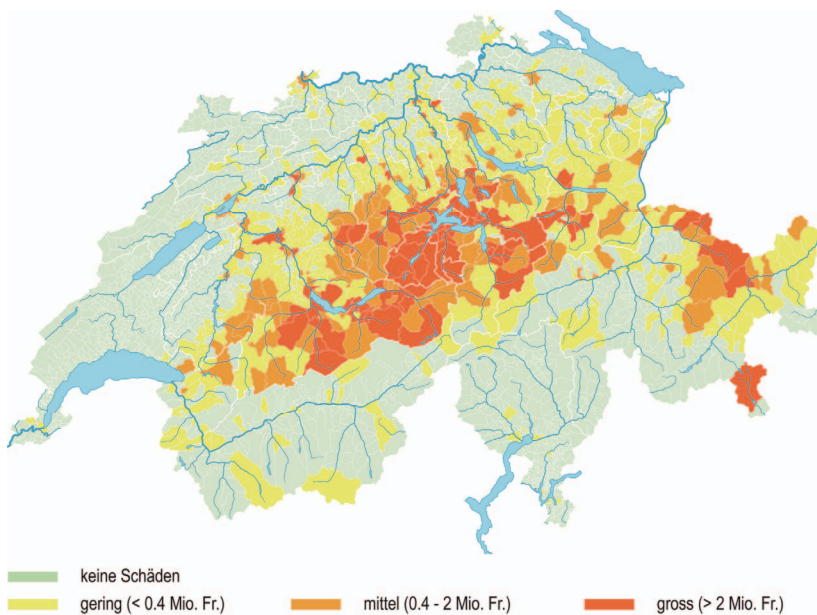 keine Schäden
gering (< 0.4 Mio. Fr.) mittel (0.4 - 2 Mio. Fr.) gross (> 2 Mio. Fr.)